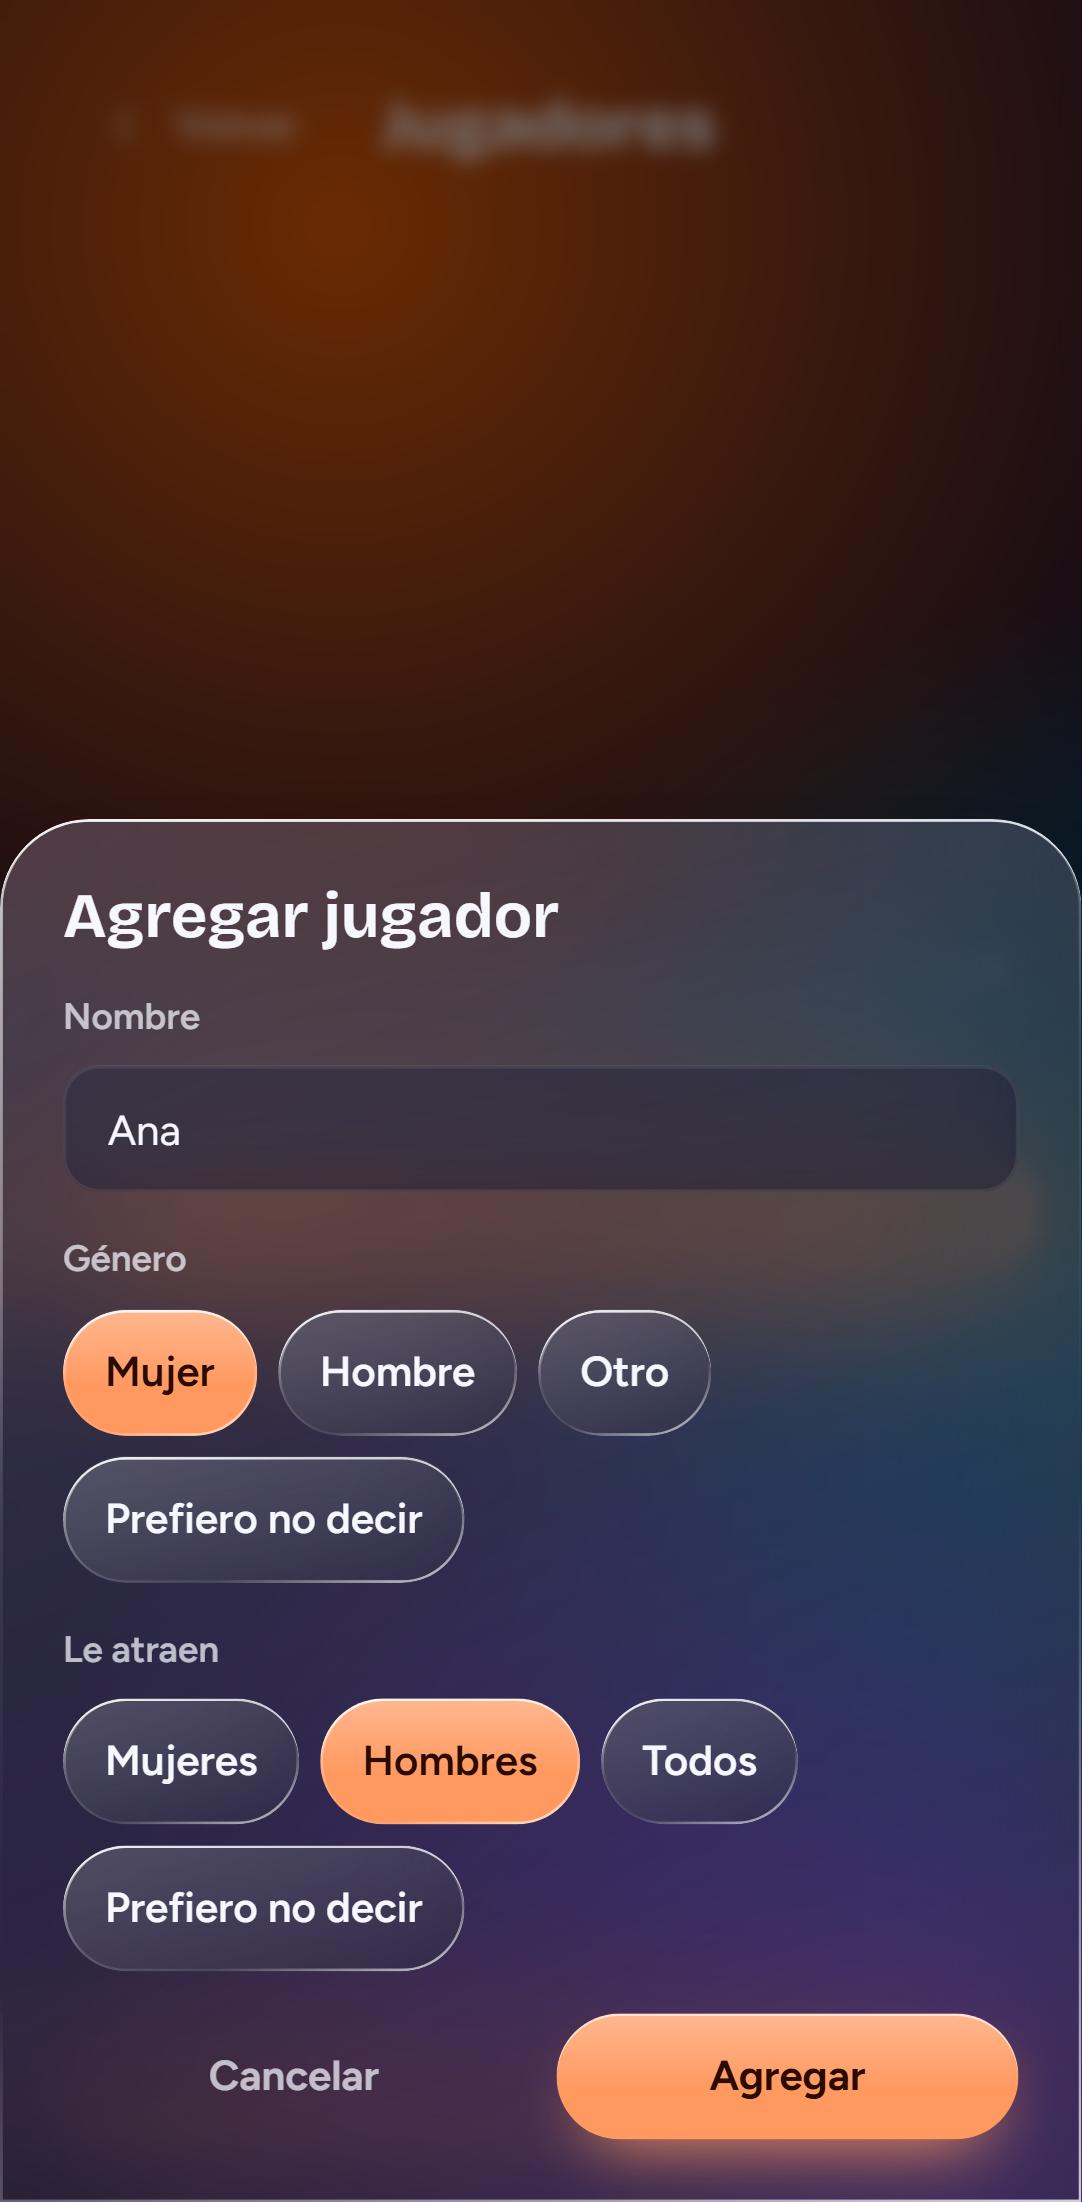 Jugadores
Agregar jugador
Nombre
Ana
Género
Mujer Hombre Otro
Prefiero no decir
Le atraen
Mujeres Hombres Todos
Prefiero no decir
Cancelar Agregar